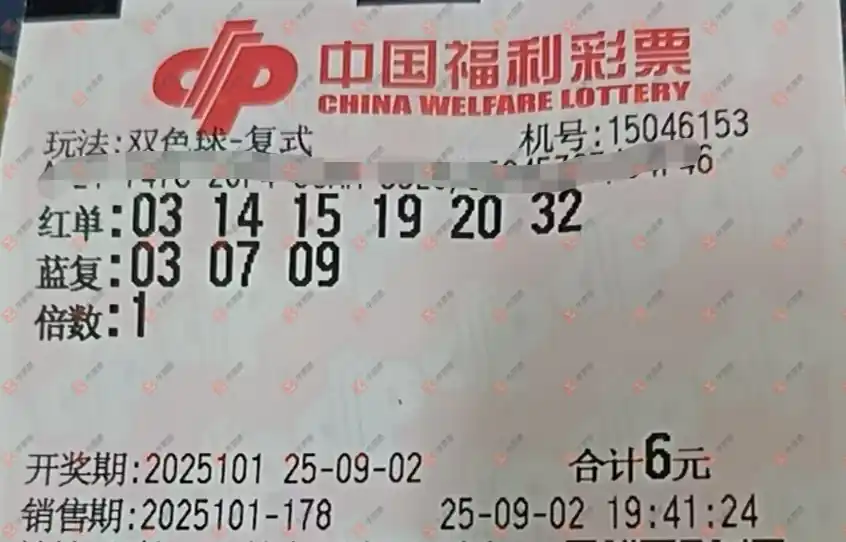 中国福利彩票
CHINA WELFARE LOTTERY
玩法:双色球-复式 机号:15046153
红单:03 14 15 19 20 32
蓝复:03 07 09
倍数:1
开奖期:2025101 25-09-02 合计6元
销售期:2025101-178 25-09-02 19:41:24